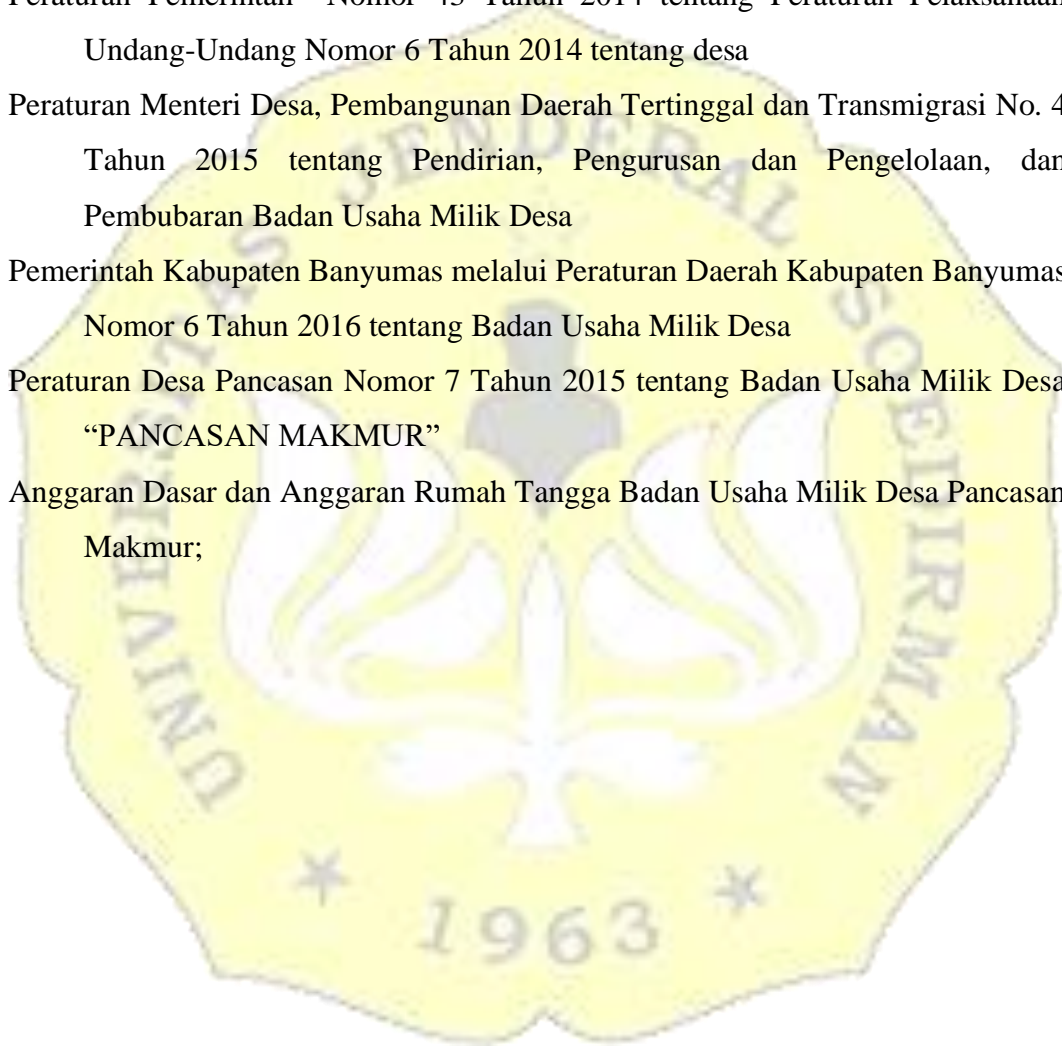 Peraturan Pemerintah Nomor 43 Tahun 2014 tentang Peraturan Pelaksanaan
Undang-Undang Nomor 6 Tahun 2014 tentang desa
Peraturan Menteri Desa, Pembangunan Daerah Tertinggal dan Transmigrasi No. 4
Tahun 2015 tentang Pendirian, Pengurusan dan Pengelolaan, dan
Pembubaran Badan Usaha Milik Desa
Pemerintah Kabupaten Banyumas melalui Peraturan Daerah Kabupaten Banyumas
Nomor 6 Tahun 2016 tentang Badan Usaha Milik Desa
Peraturan Desa Pancasan Nomor 7 Tahun 2015 tentang Badan Usaha Milik Desa
“PANCASAN MAKMUR”
Anggaran Dasar dan Anggaran Rumah Tangga Badan Usaha Milik Desa Pancasan
Makmur;
UNIVERSITAS JENDERAL SOEDIRMAN
1963